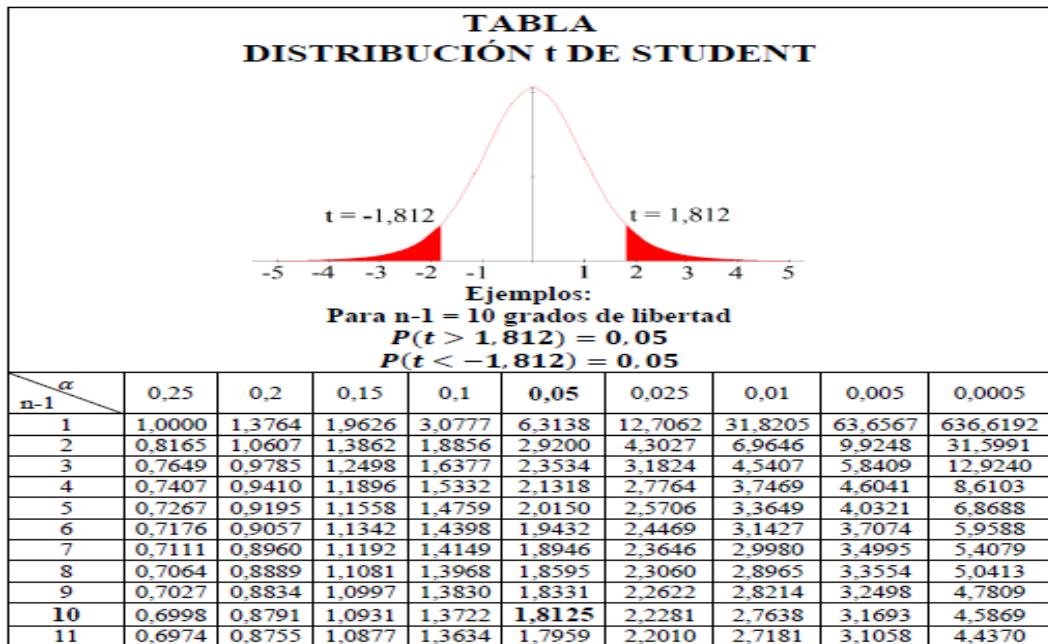 TABLA
DISTRIBUCIÓN t DE STUDENT
t = -1,812 t = 1,812
-5 -4 -3 -2 -1 1 2 3 4 5
Ejemplos:
Para n-1 = 10 grados de libertad
P(t > 1,812) = 0,05
P(t < −1,812) = 0,05
α n-1 0,25 0,2 0,15 0,1 0,05 0,025 0,01 0,005 0,0005
1 1,0000 1,3764 1,9626 3,0777 6,3138 12,7062 31,8205 63,6567 636,6192
2 0,8165 1,0607 1,3862 1,8856 2,9200 4,3027 6,9646 9,9248 31,5991
3 0,7649 0,9785 1,2498 1,6377 2,3534 3,1824 4,5407 5,8409 12,9240
4 0,7407 0,9410 1,1896 1,5332 2,1318 2,7764 3,7469 4,6041 8,6103
5 0,7267 0,9195 1,1558 1,4759 2,0150 2,5706 3,3649 4,0321 6,8688
6 0,7176 0,9057 1,1342 1,4398 1,9432 2,4469 3,1427 3,7074 5,9588
7 0,7111 0,8960 1,1192 1,4149 1,8946 2,3646 2,9980 3,4995 5,4079
8 0,7064 0,8889 1,1081 1,3968 1,8595 2,3060 2,8965 3,3554 5,0413
9 0,7027 0,8834 1,0997 1,3830 1,8331 2,2622 2,8214 3,2498 4,7809
10 0,6998 0,8791 1,0931 1,3722 1,8125 2,2281 2,7638 3,1693 4,5869
11 0,6974 0,8755 1,0877 1,3634 1,7959 2,2010 2,7181 3,1058 4,4370